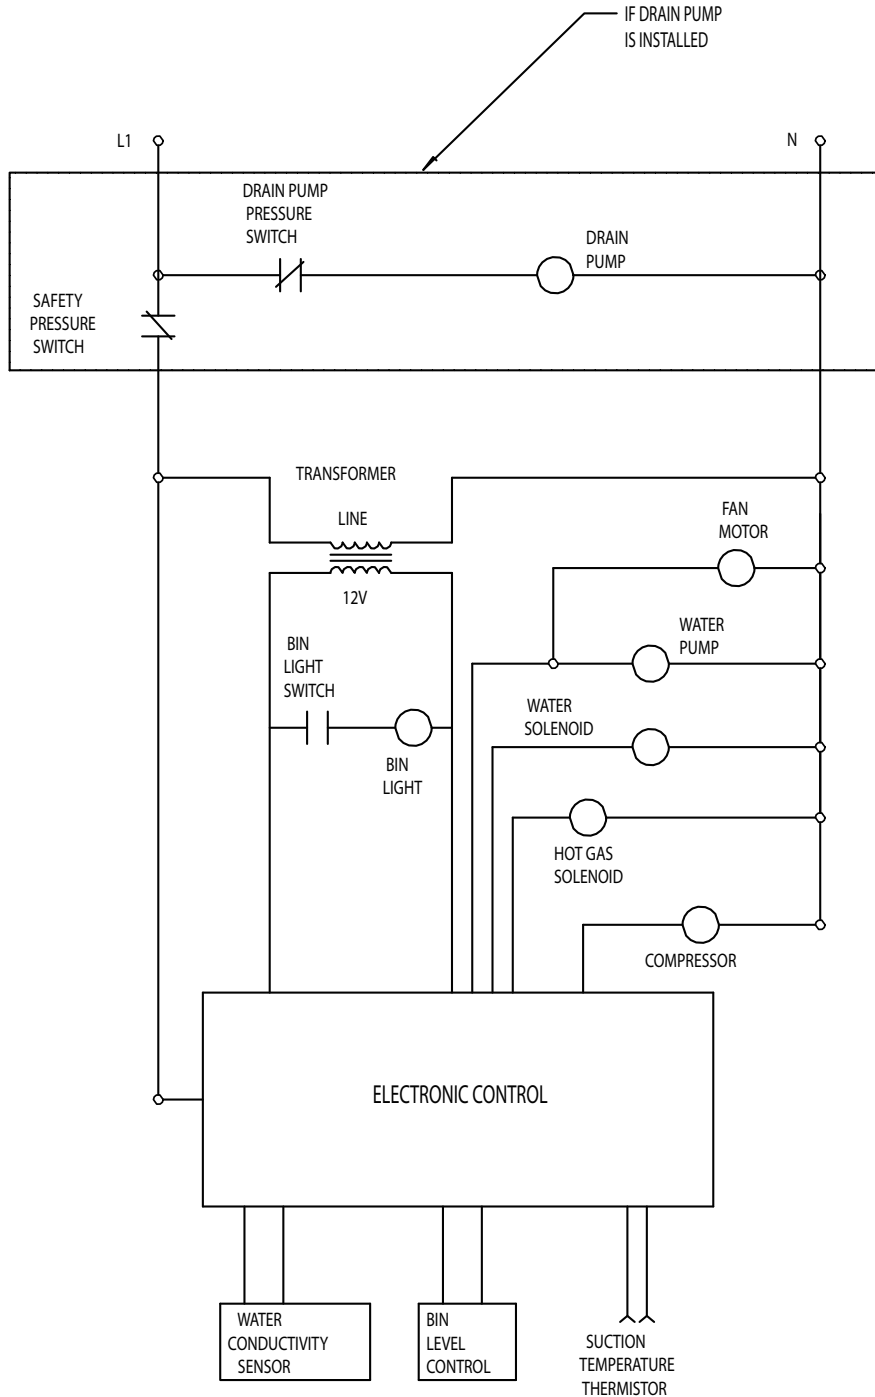 IF DRAIN PUMP
IS INSTALLED
L1
N
DRAIN PUMP
PRESSURE
SWITCH
DRAIN
PUMP
SAFETY
PRESSURE
SWITCH
TRANSFORMER
LINE
12V
FAN
MOTOR
WATER
PUMP
BIN
LIGHT
SWITCH
WATER
SOLENOID
BIN
LIGHT
HOT GAS
SOLENOID
COMPRESSOR
ELECTRONIC CONTROL
WATER
CONDUCTIVITY
SENSOR
BIN
LEVEL
CONTROL
SUCTION
TEMPERATURE
THERMISTOR